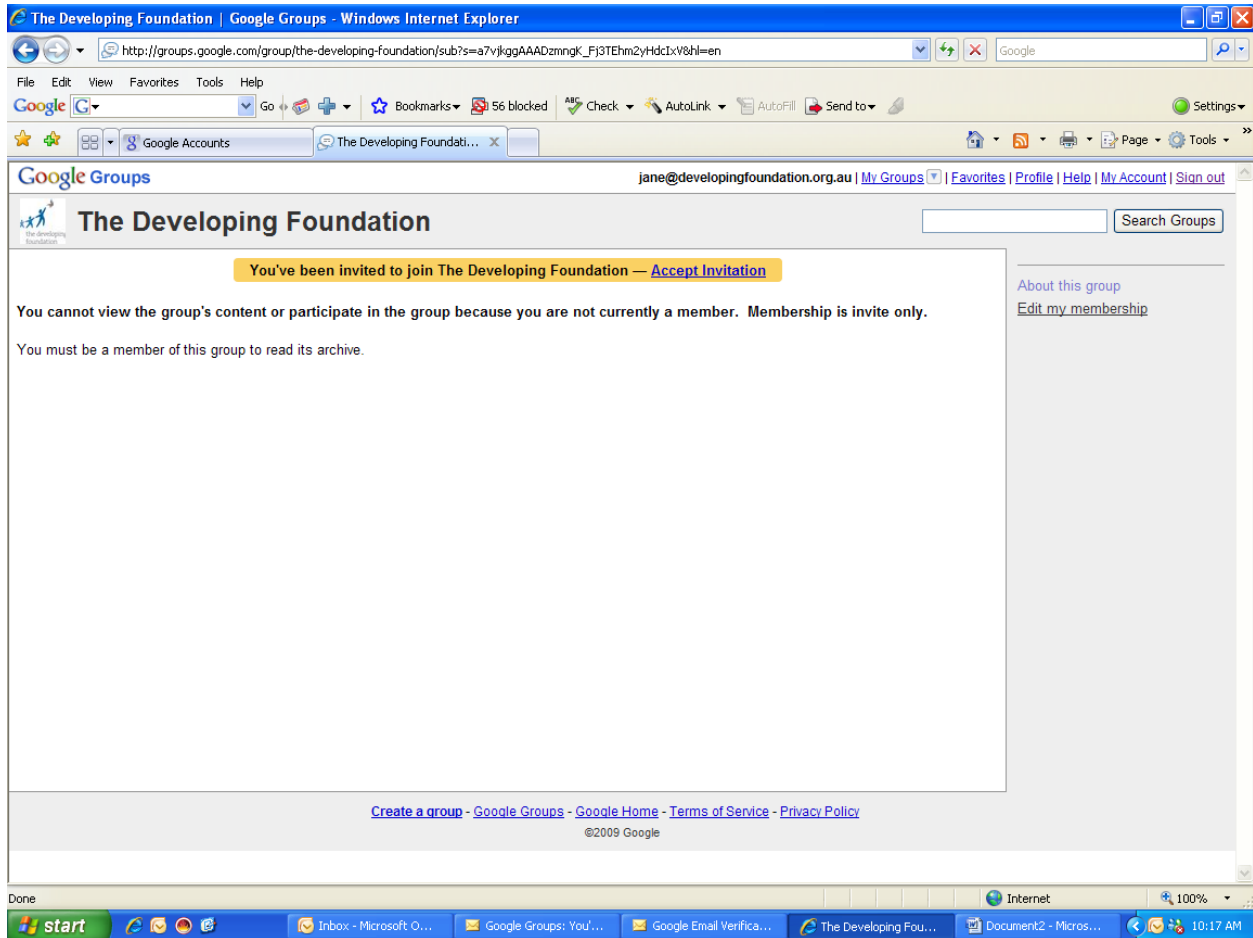 The Developing Foundation | Google Groups - Windows Internet Explorer
http://groups.google.com/group/the-developing-foundation/sub?s=a7vjkggAAADzmngK_Fj3TEhm2yHdcIxV8hl=en
Google
File Edit View Favorites Tools Help
Google G Go Bookmarks 56 blocked ABC Check AutoLink AutoFill Send to Settings
Google Accounts The Developing Foundati... X Page Tools »
Google Groups jane@developingfoundation.org.au | My Groups | Favorites | Profile | Help | My Account | Sign out
the developing foundation
The Developing Foundation Search Groups
You've been invited to join The Developing Foundation — Accept Invitation
About this group
You cannot view the group's content or participate in the group because you are not currently a member. Membership is invite only.
Edit my membership
You must be a member of this group to read its archive.
Create a group - Google Groups - Google Home - Terms of Service - Privacy Policy
©2009 Google
Done Internet 100%
start Inbox - Microsoft O... Google Groups: You'... Google Email Verifica... The Developing Fou... Document2 - Micros... 10:17 AM